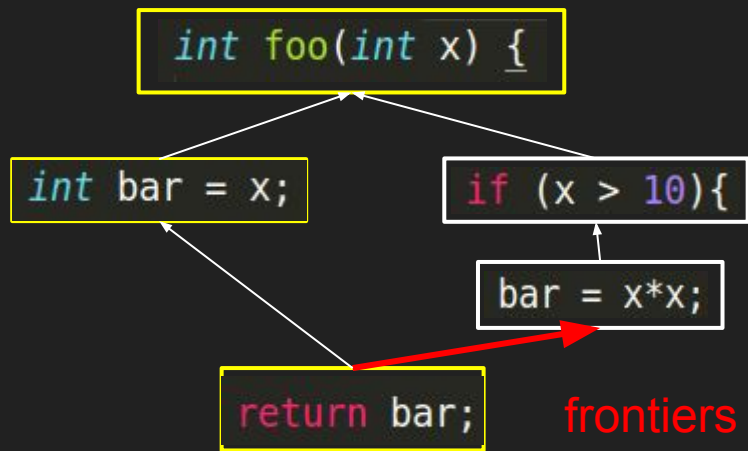 int foo(int x) {
int bar = x;
if (x > 10){
bar = x*x;
return bar;
frontiers